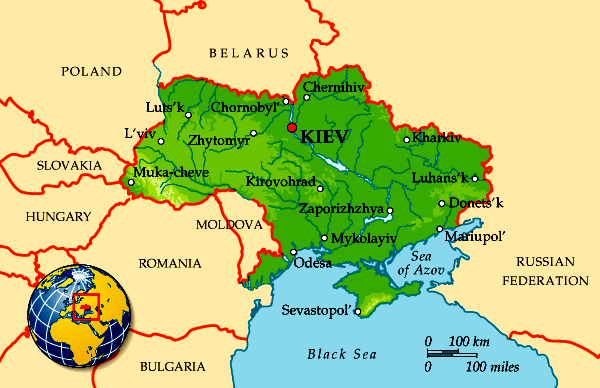 BELARUS
POLAND
Chernihiv
Chornobyl'
Luts'k
KIEV
L'viv
Zhytomyr
Kharkiv
SLOVAKIA
Muka-cheve
Kirovohrad
Luhans'k
HUNGARY
MOLDOVA
Zaporizhzhya
Donets'k
Mykolayiv
Mariupol'
ROMANIA
Odesa
Sea
of Azov
RUSSIAN
FEDERATION
Sevastopol'
BULGARIA
Black Sea
0 100 km
0 100 miles